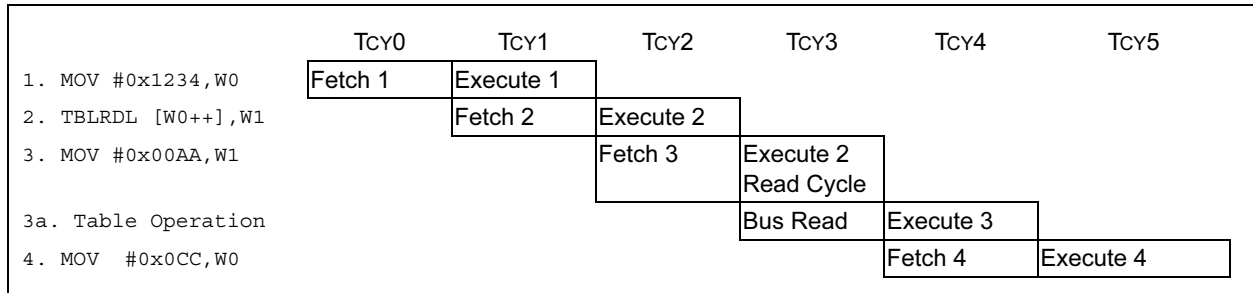 TCY0 TCY1 TCY2 TCY3 TCY4 TCY5
1. MOV #0x1234,W0 Fetch 1 Execute 1
2. TBLRDL [W0++],W1 Fetch 2 Execute 2
3. MOV #0x00AA,W1 Fetch 3 Execute 2
Read Cycle
3a. Table Operation Bus Read Execute 3
4. MOV #0x0CC,W0 Fetch 4 Execute 4